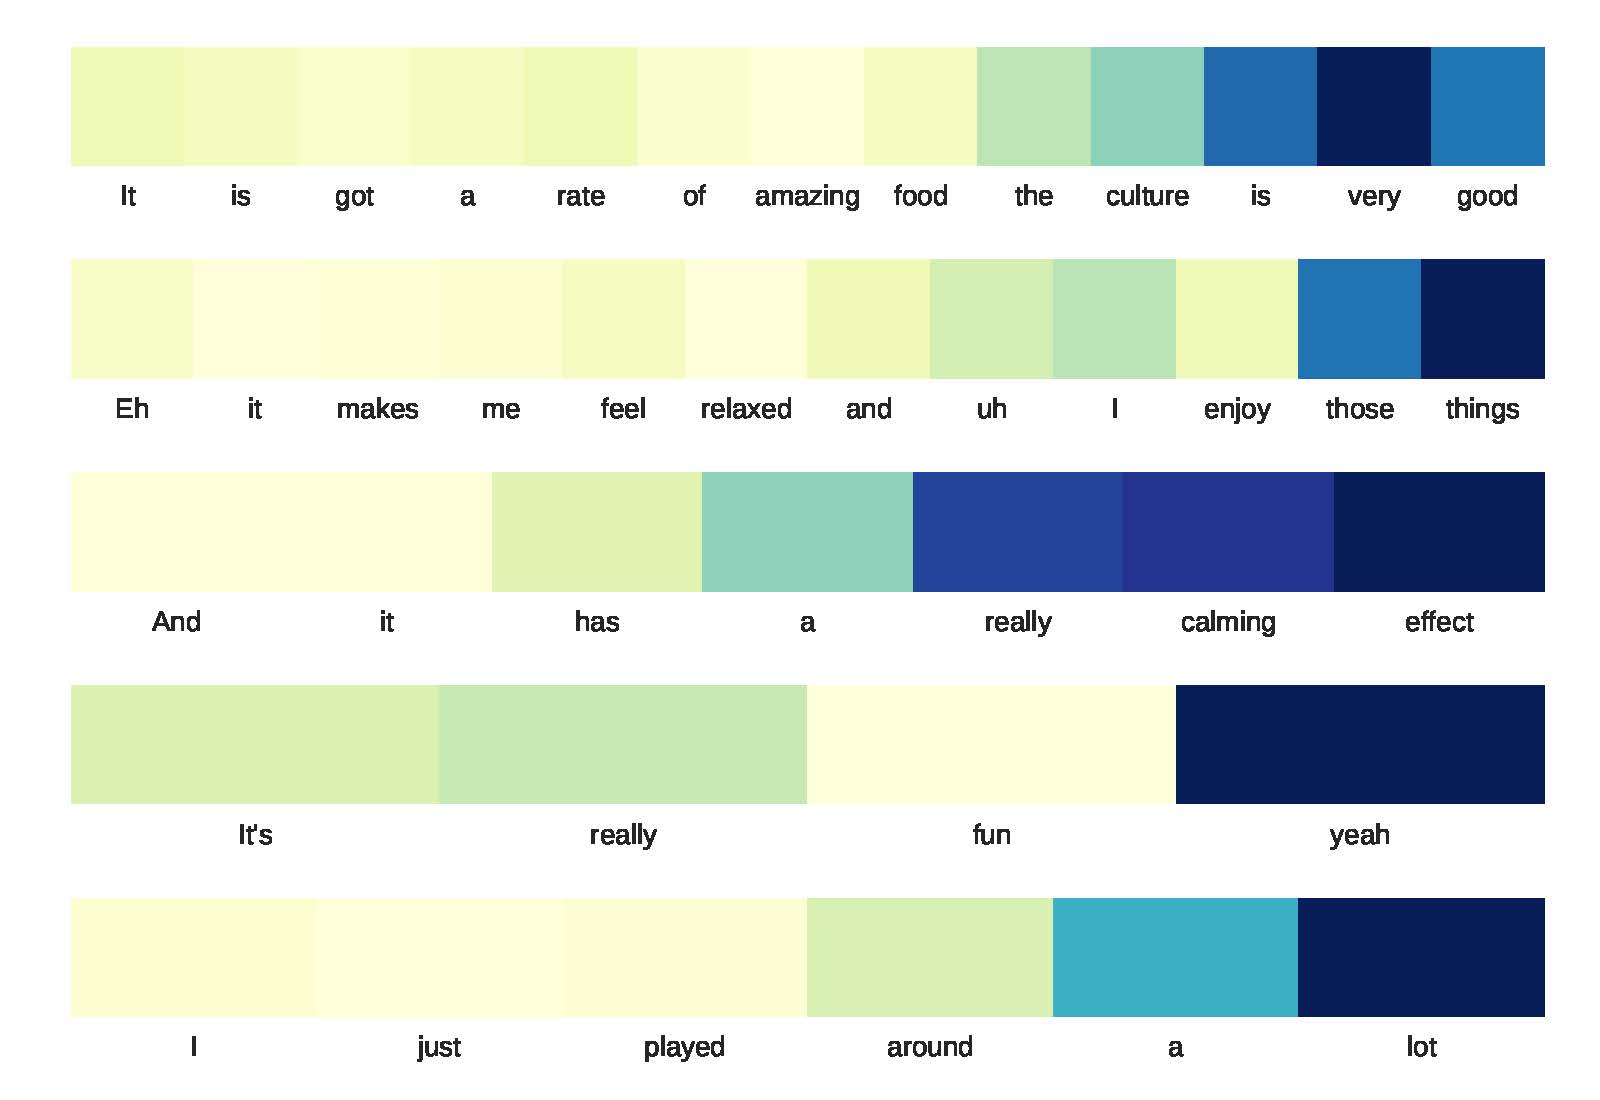 It is got a rate of amazing food the culture is very good
Eh it makes me feel relaxed and uh I enjoy those things
And it has a really calming effect
It's really fun yeah
I just played around a lot